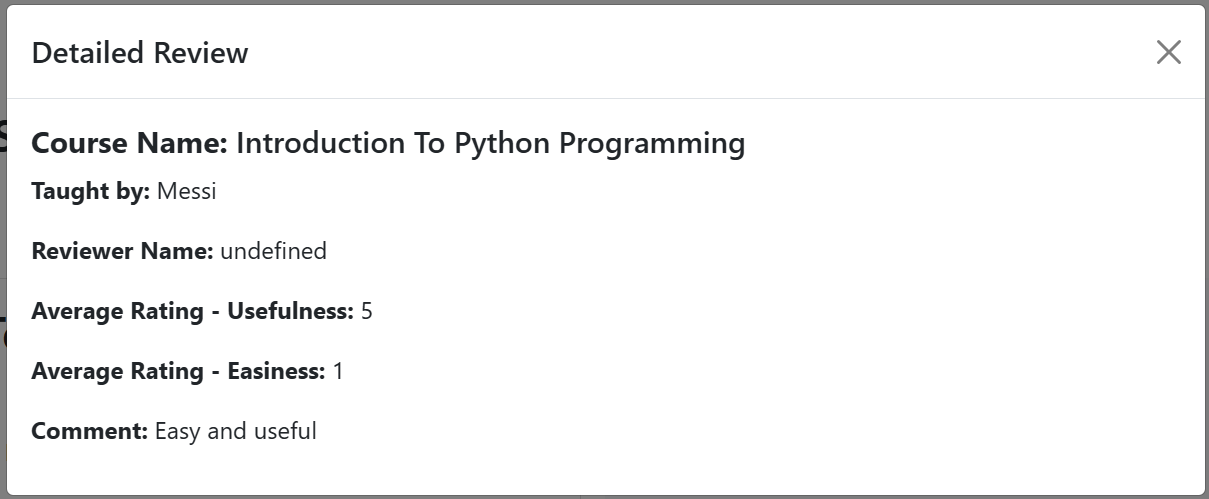 Detailed Review
Course Name: Introduction To Python Programming
Taught by: Messi
Reviewer Name: undefined
Average Rating - Usefulness: 5
Average Rating - Easiness: 1
Comment: Easy and useful